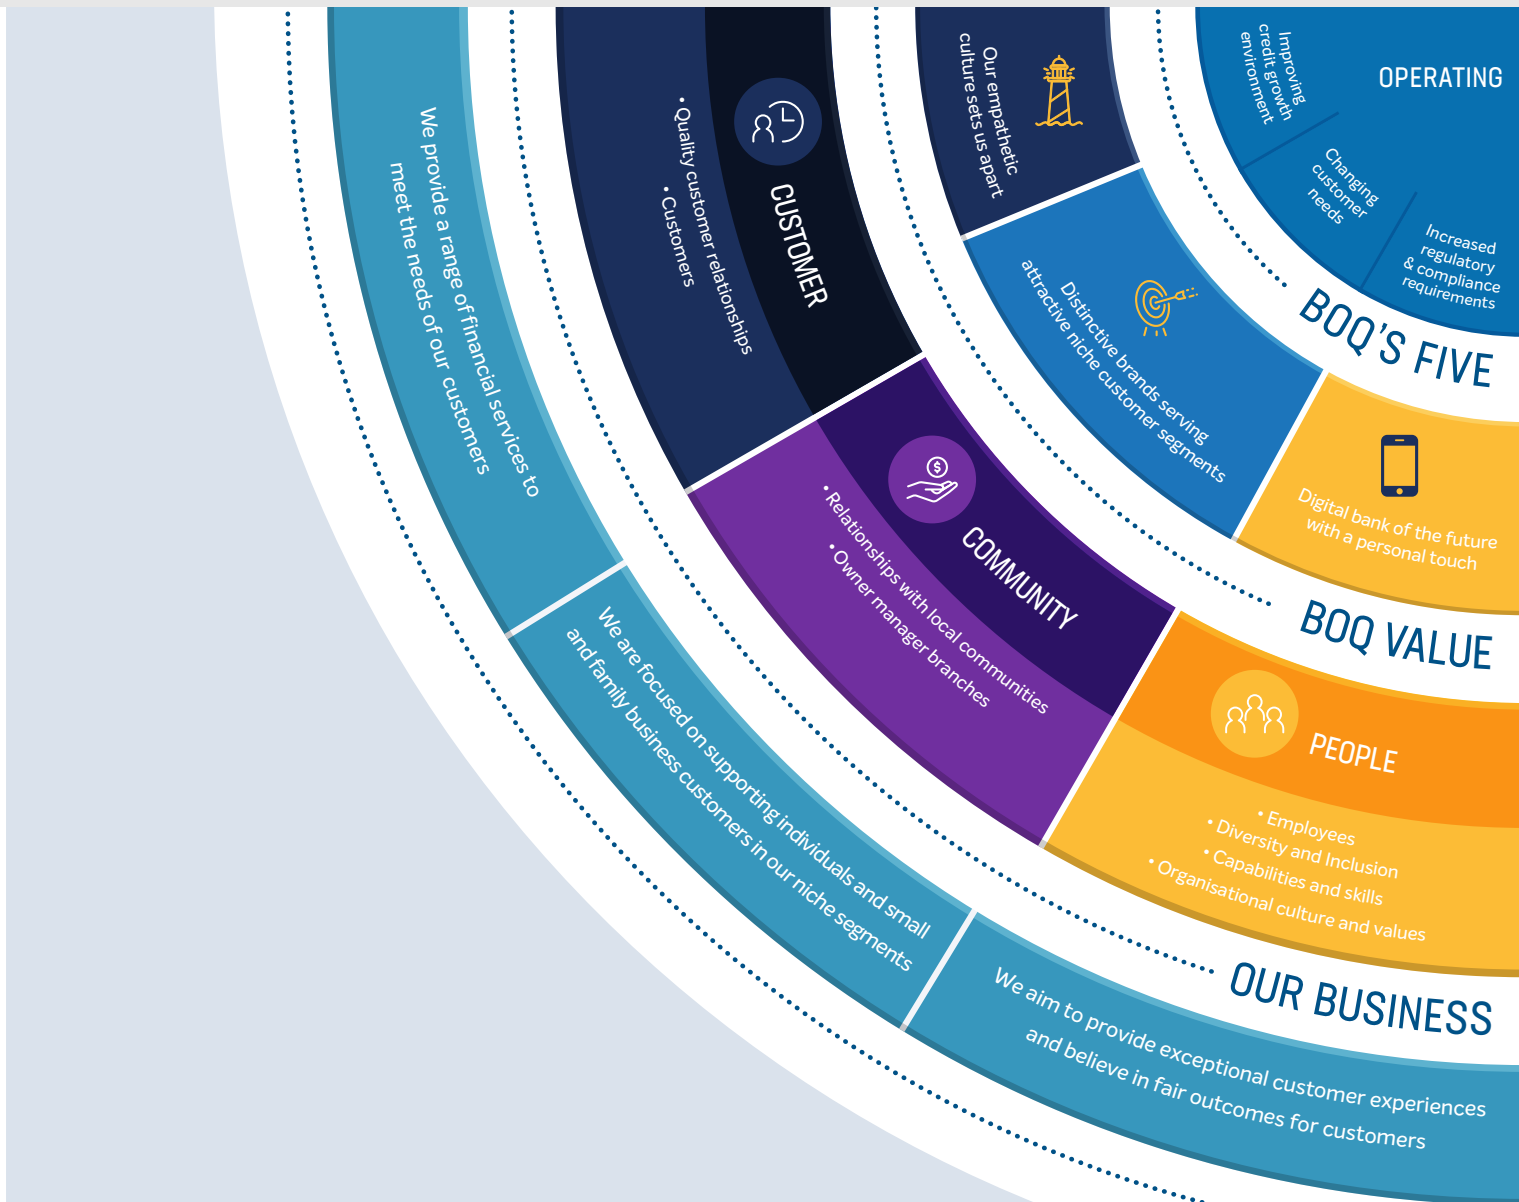 Improving
credit growth
environment
OPERATING
Changing
customer
needs
Increased
regulatory
& compliance
requirements
BOQ'S FIVE
Our empathetic
culture sets us apart
Distinctive brands serving
attractive niche customer segments
Digital bank of the future
with a personal touch
BOQ VALUE
CUSTOMER
• Quality customer relationships
• Customers
COMMUNITY
$
• Relationships with local communities
• Owner manager branches
PEOPLE
• Employees
• Diversity and Inclusion
• Capabilities and skills
• Organisational culture and values
OUR BUSINESS
We provide a range of financial services to
meet the needs of our customers
We are focused on supporting individuals and small
and family business customers in our niche segments
We aim to provide exceptional customer experiences
and believe in fair outcomes for customers